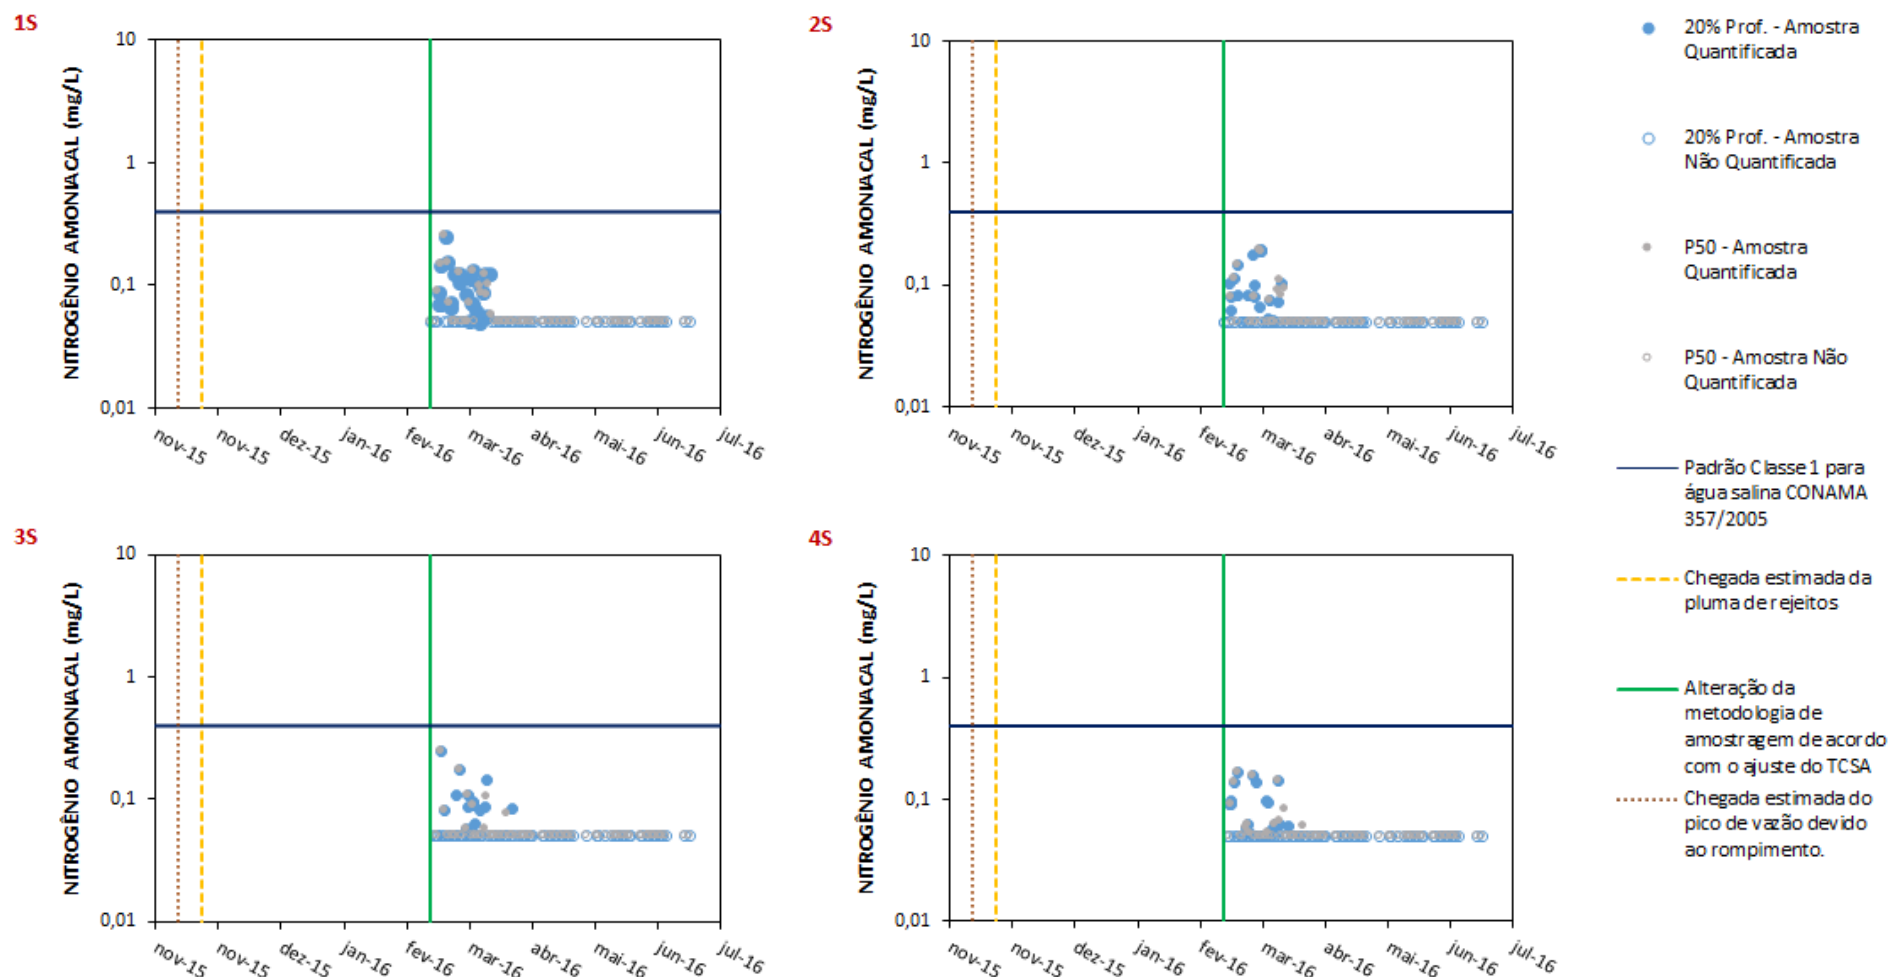 1S
NITROGÊNIO AMONIACAL (mg/L)
10
1
0,1
0,01
nov-15
nov-15
dez-15
jan-16
fev-16
mar-16
abr-16
mai-16
jun-16
jul-16
2S
NITROGÊNIO AMONIACAL (mg/L)
10
1
0,1
0,01
nov-15
nov-15
dez-15
jan-16
fev-16
mar-16
abr-16
mai-16
jun-16
jul-16
3S
NITROGÊNIO AMONIACAL (mg/L)
10
1
0,1
0,01
nov-15
nov-15
dez-15
jan-16
fev-16
mar-16
abr-16
mai-16
jun-16
jul-16
4S
NITROGÊNIO AMONIACAL (mg/L)
10
1
0,1
0,01
nov-15
nov-15
dez-15
jan-16
fev-16
mar-16
abr-16
mai-16
jun-16
jul-16
20% Prof. - Amostra
Quantificada
20% Prof. - Amostra
Não Quantificada
P50 - Amostra
Quantificada
P50 - Amostra Não
Quantificada
Padrão Classe 1 para
água salina CONAMA
357/2005
Chegada estimada da
pluma de rejeitos
Alteração da
metodologia de
amostragem de acordo
com o ajuste do TCSA
Chegada estimada do
pico de vazão devido
ao rompimento.